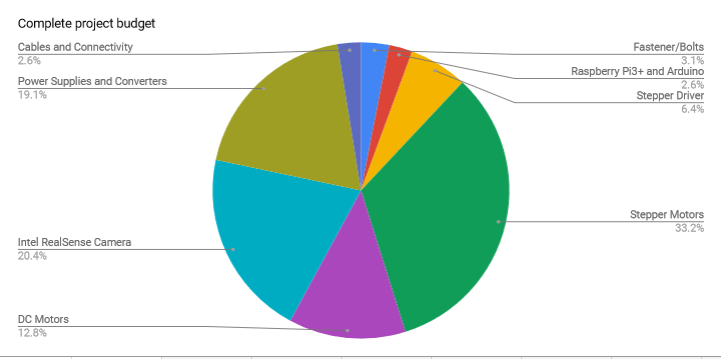 Complete project budget
Cables and Connectivity
2.6%
Power Supplies and Converters
19.1%
Intel RealSense Camera
20.4%
DC Motors
12.8%
Fastener/Bolts
3.1%
Raspberry Pi3+ and Arduino
2.6%
Stepper Driver
6.4%
Stepper Motors
33.2%